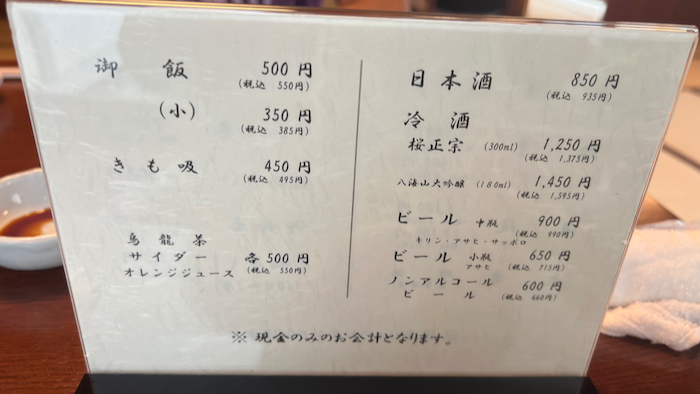 御飯 500円
(税込 550円)
(小) 350円
(税込 385円)
きも吸 450円
(税込 495円)
烏龍茶
サイダー 各500円
オレンジジュース (税込 550円)
日本酒 850円
(税込 935円)
冷酒
桜正宗 (300ml) 1,250円
(税込 1,375円)
八海山大吟醸 (180ml) 1,450円
(税込 1,595円)
ビール 中瓶 900円
(税込 990円)
キリン・アサヒ・サッポロ
ビール 小瓶 650円
アサヒ (税込 715円)
ノンアルコール 600円
ビール (税込 660円)
※現金のみのお会計となります。